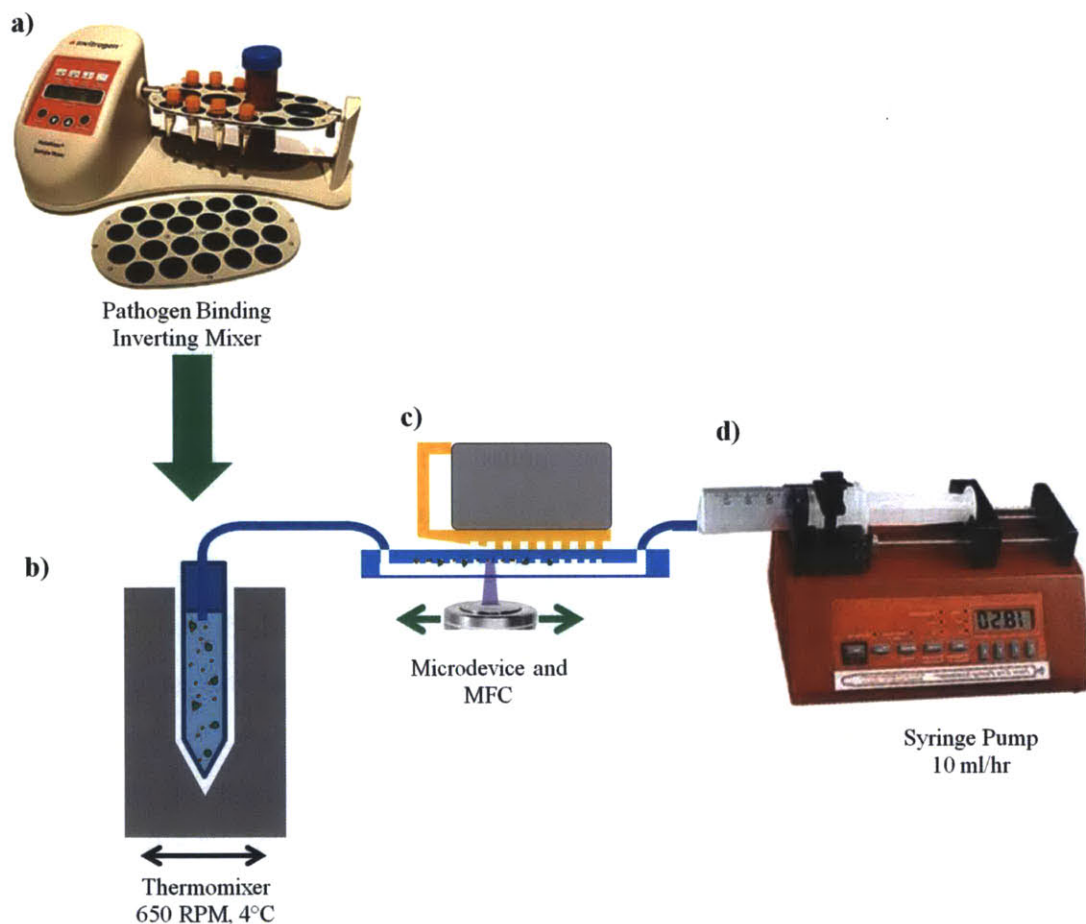 a)
invitrogen
Pathogen Binding
Inverting Mixer
c)
d)
b)
Microdevice and
MFC
Syringe Pump
10 ml/hr
Thermomixer
650 RPM, 4°C